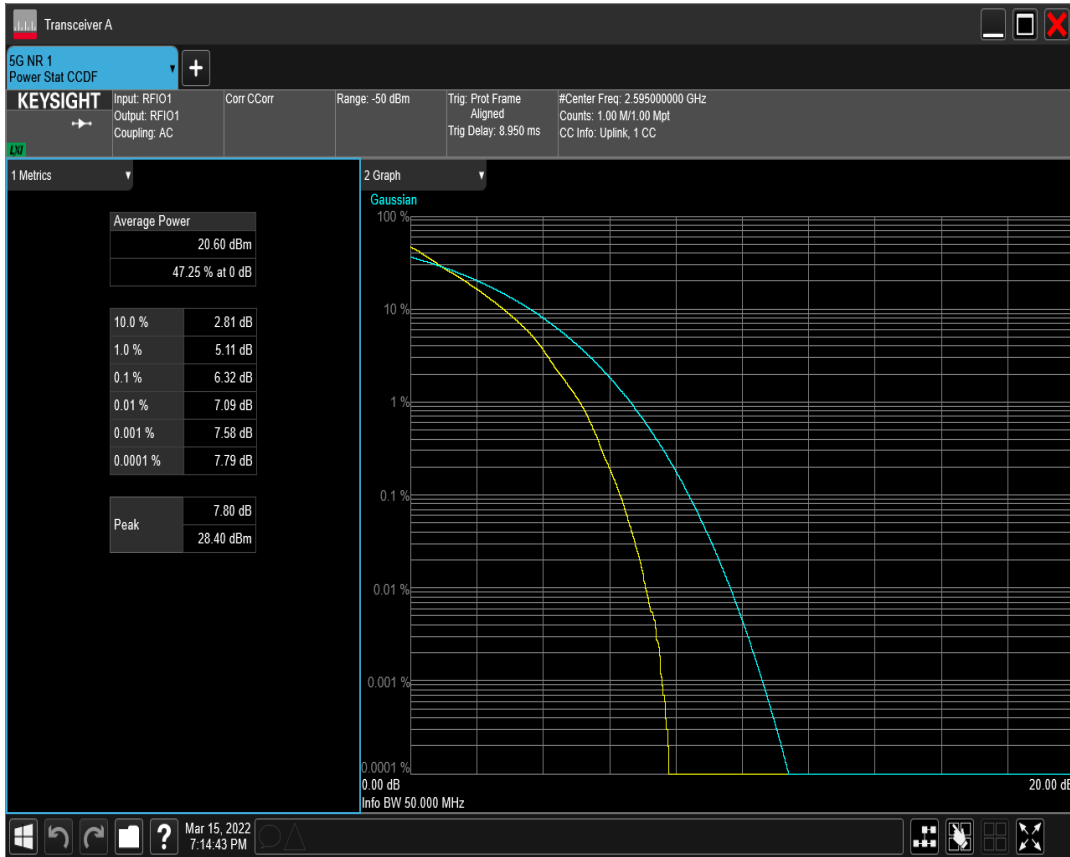 Transceiver A
5G NR 1
Power Stat CCDF
KEYSIGHT
LXI
Input: RFIO1
Output: RFIO1
Coupling: AC
Corr CCorr
Range: -50 dBm
Trig: Prot Frame
Aligned
Trig Delay: 8.950 ms
#Center Freq: 2.595000000 GHz
Counts: 1.00 M/1.00 Mpt
CC Info: Uplink, 1 CC
1 Metrics
Average Power
20.60 dBm
47.25 % at 0 dB
10.0 % 2.81 dB
1.0 % 5.11 dB
0.1 % 6.32 dB
0.01 % 7.09 dB
0.001 % 7.58 dB
0.0001 % 7.79 dB
Peak 7.80 dB
28.40 dBm
2 Graph
Gaussian
100 %
10 %
1 %
0.1 %
0.01 %
0.001 %
0.0001 %
0.00 dB 20.00 dB
Info BW 50.000 MHz
? Mar 15, 2022
7:14:43 PM